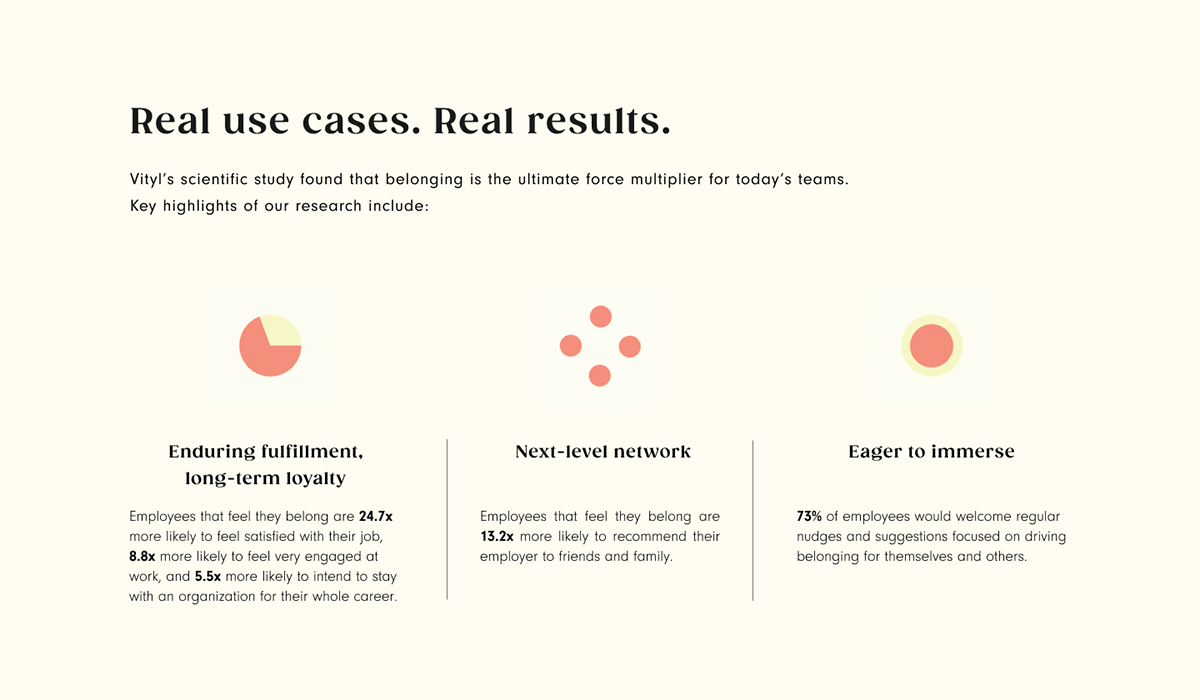 Real use cases. Real results.
Vityl's scientific study found that belonging is the ultimate force multiplier for today's teams.
Key highlights of our research include:
Enduring fulfillment,
long-term loyalty
Employees that feel they belong are 24.7x
more likely to feel satisfied with their job,
8.8x more likely to feel very engaged at
work, and 5.5x more likely to intend to stay
with an organization for their whole career.
Next-level network
Employees that feel they belong are
13.2x more likely to recommend their
employer to friends and family.
Eager to immerse
73% of employees would welcome regular
nudges and suggestions focused on driving
belonging for themselves and others.